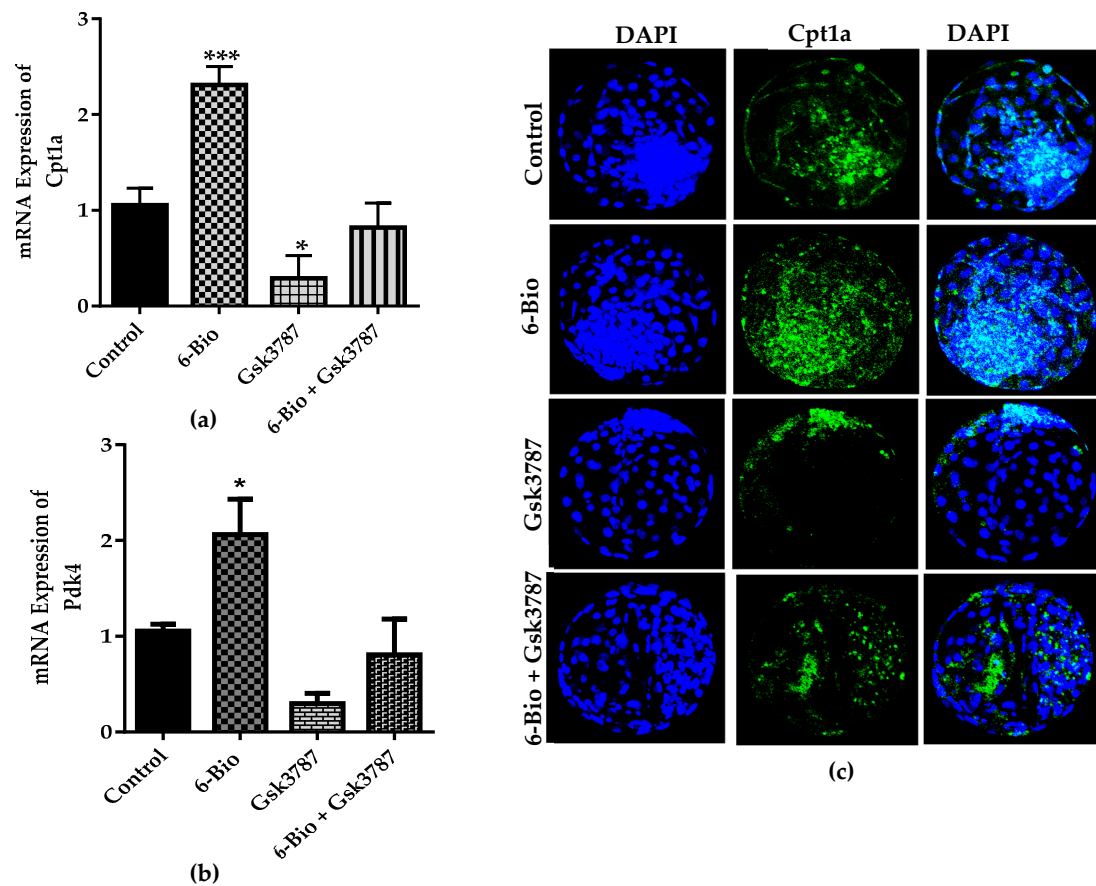 mRNA Expression of
Cpt1a
3
2
1
0
***
*
Control
6-Bio
Gsk3787
6-Bio + Gsk3787
(a)
mRNA Expression of
Pdk4
3
2
1
0
*
Control
6-Bio
Gsk3787
6-Bio + Gsk3787
(b)
DAPI
Cpt1a
DAPI
Control
6-Bio
Gsk3787
6-Bio + Gsk3787
(c)